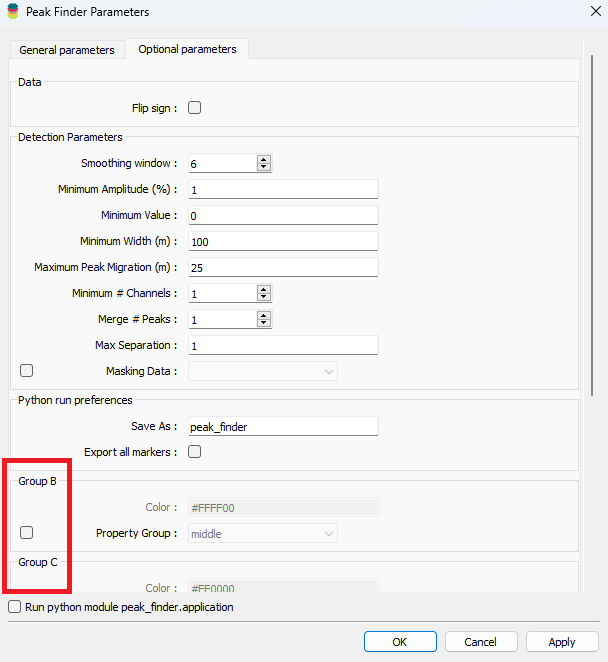 Peak Finder Parameters
General parameters
Optional parameters
Data
Flip sign :
Detection Parameters
Smoothing window : 6
Minimum Amplitude (%) : 1
Minimum Value : 0
Minimum Width (m) : 100
Maximum Peak Migration (m) : 25
Minimum # Channels : 1
Merge # Peaks : 1
Max Separation : 1
Masking Data :
Python run preferences
Save As : peak_finder
Export all markers :
Group B
Color : #FFFF00
Property Group : middle
Group C
Color : #FF0000
Run python module peak_finder.application
OK Cancel Apply